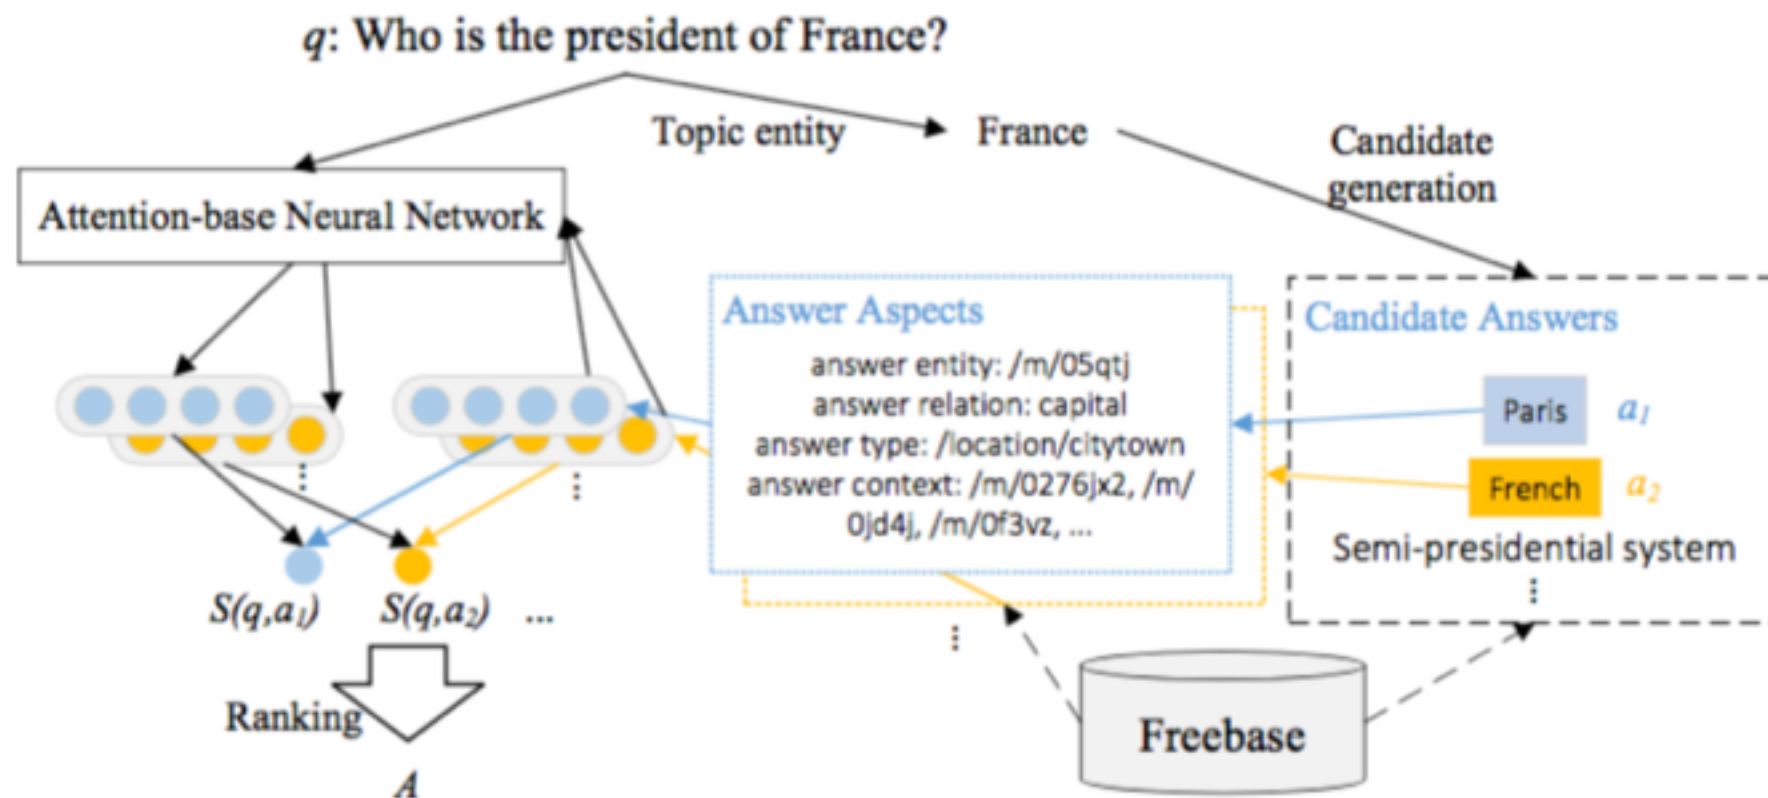 q: Who is the president of France?
Topic entity
France
Candidate
generation
Attention-base Neural Network
Answer Aspects
answer entity: /m/05qtj
answer relation: capital
answer type: /location/citytown
answer context: /m/0276jx2, /m/
0jd4j, /m/0f3vz, ...
Candidate Answers
Paris a1
French a2
Semi-presidential system
⋮
⋮
⋮
⋮
S(q,a1) S(q,a2) ...
Ranking
A
Freebase